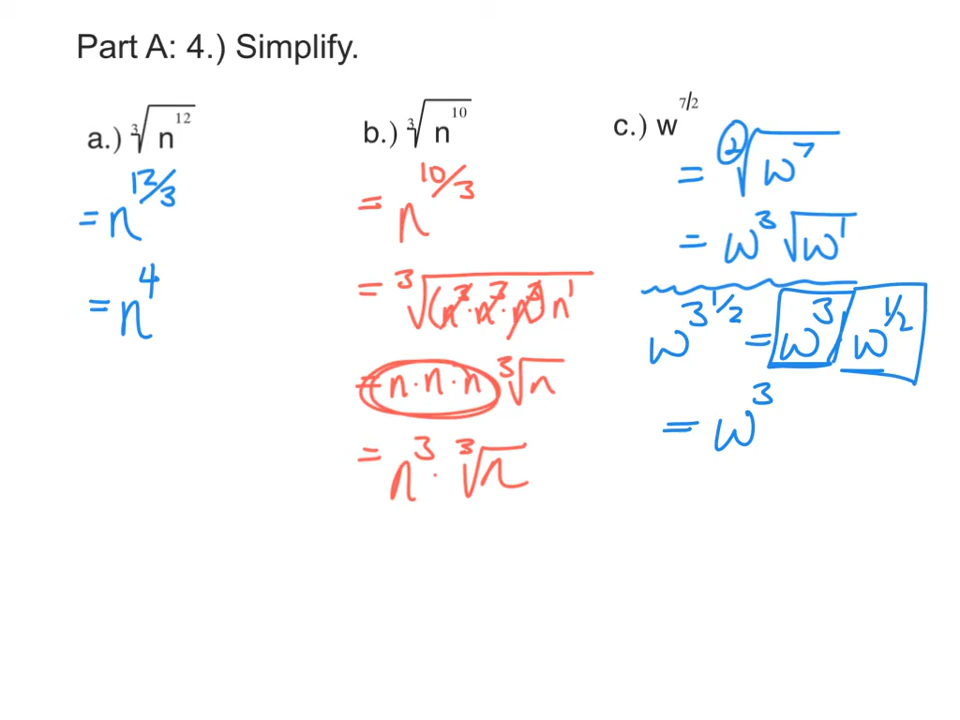 Part A: 4.) Simplify.
a.) ∛n¹²
= n^12/3
= n⁴
b.) ∛n¹⁰
= n^10/3
= ∛(n³·n³·n³)n¹
= n·n·n ∛n
= n³·∛n
c.) w^7/2
= ²√w⁷
= w³√w¹
w^3 1/2 = w³/w^1/2
= w³